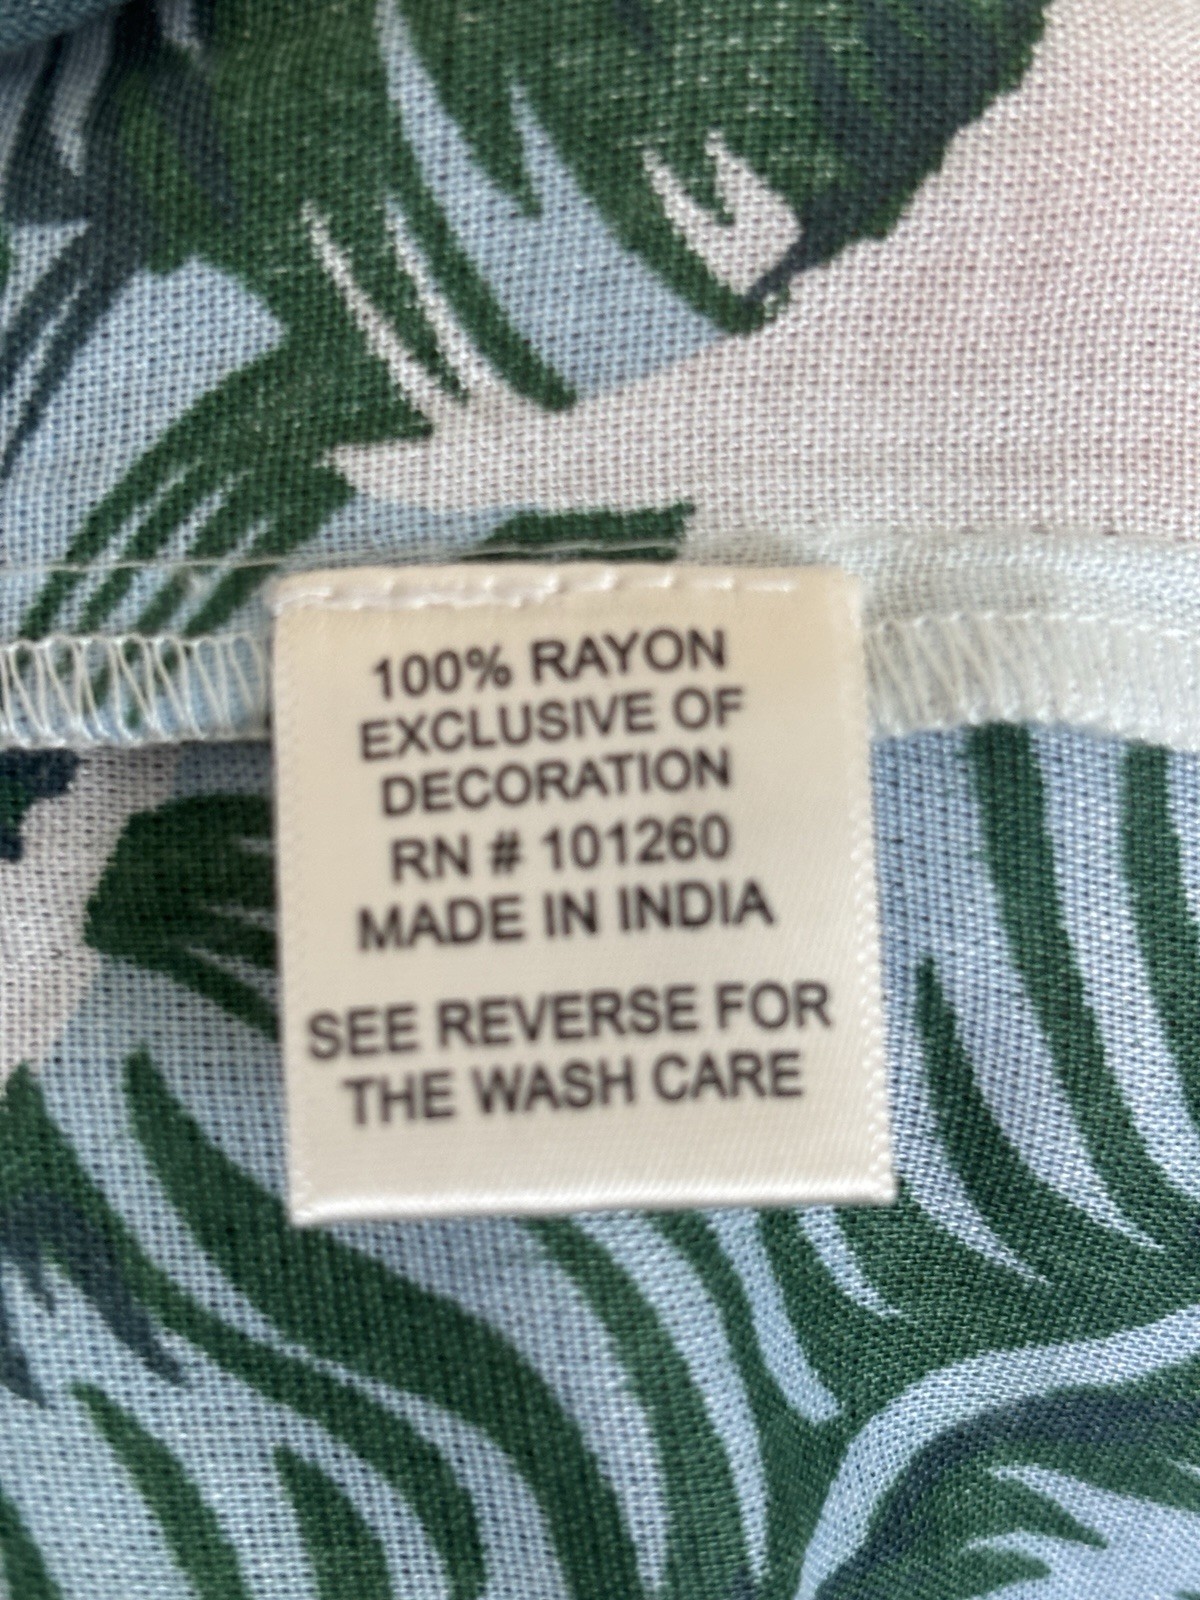 100% RAYON
EXCLUSIVE OF
DECORATION
RN # 101260
MADE IN INDIA
SEE REVERSE FOR
THE WASH CARE